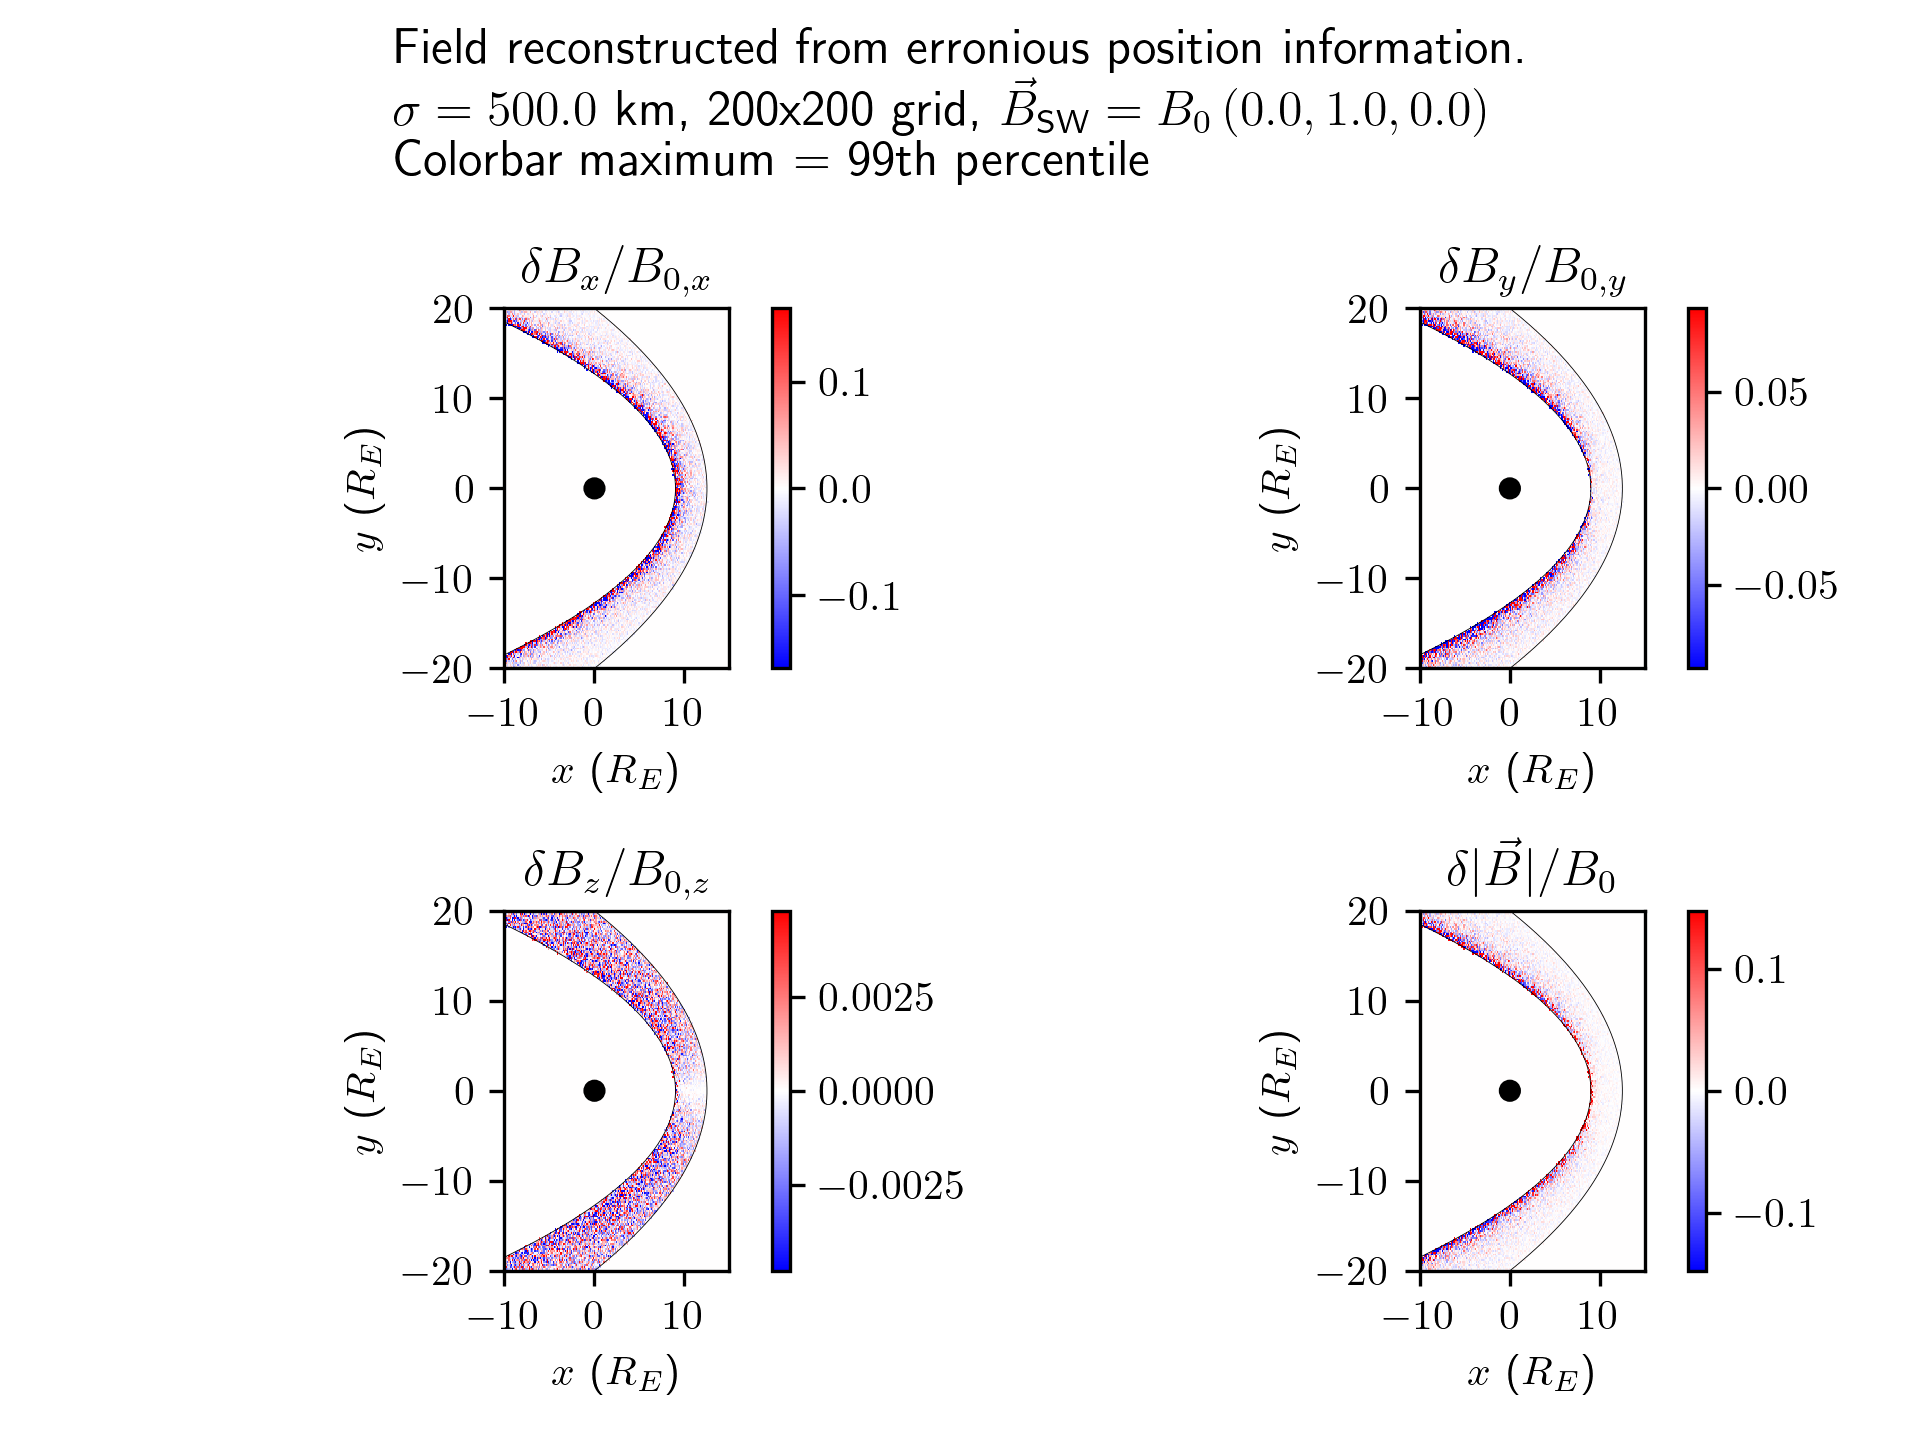 Field reconstructed from erronious position information.
σ = 500.0 km, 200x200 grid, B⃗_SW = B_0 (0.0, 1.0, 0.0)
Colorbar maximum = 99th percentile
δB_x/B_{0,x}
20
10
0
−10
−20
y (R_E)
−10 0 10
x (R_E)
0.1
0.0
−0.1
δB_y/B_{0,y}
20
10
0
−10
−20
y (R_E)
−10 0 10
x (R_E)
0.05
0.00
−0.05
δB_z/B_{0,z}
20
10
0
−10
−20
y (R_E)
−10 0 10
x (R_E)
0.0025
0.0000
−0.0025
δ|B⃗|/B_0
20
10
0
−10
−20
y (R_E)
−10 0 10
x (R_E)
0.1
0.0
−0.1